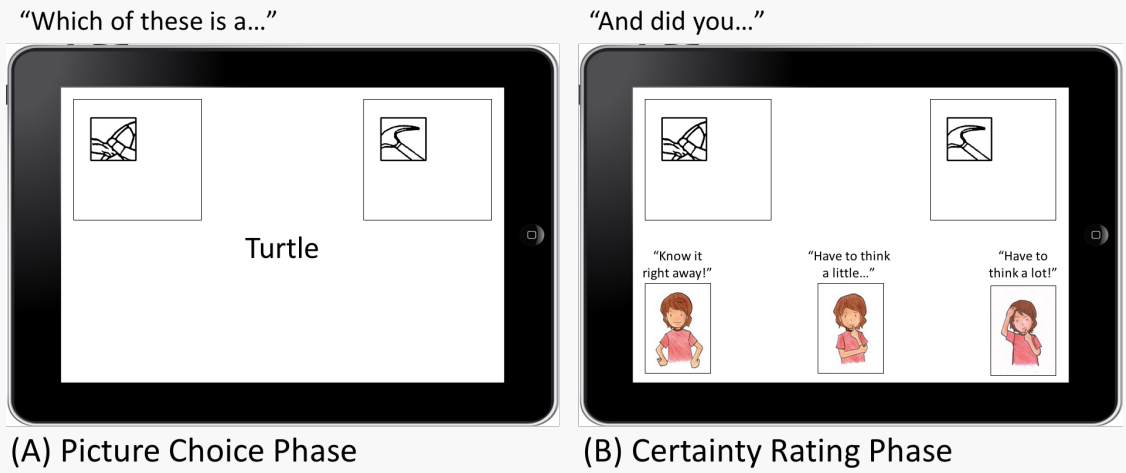 “Which of these is a...”
Turtle
(A) Picture Choice Phase
“And did you...”
“Know it
right away!”
“Have to think
a little...”
“Have to
think a lot!”
(B) Certainty Rating Phase